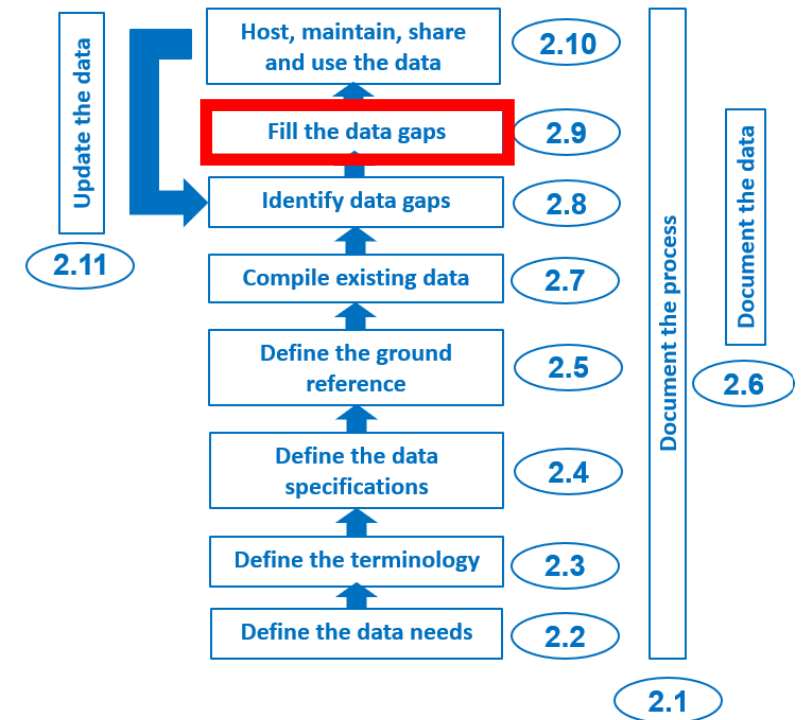 Host, maintain, share
and use the data
2.10
Fill the data gaps
2.9
Identify data gaps
2.8
Compile existing data
2.7
Define the ground
reference
2.5
Define the data
specifications
2.4
Define the terminology
2.3
Define the data needs
2.2
Update the data
2.11
Document the process
2.1
Document the data
2.6